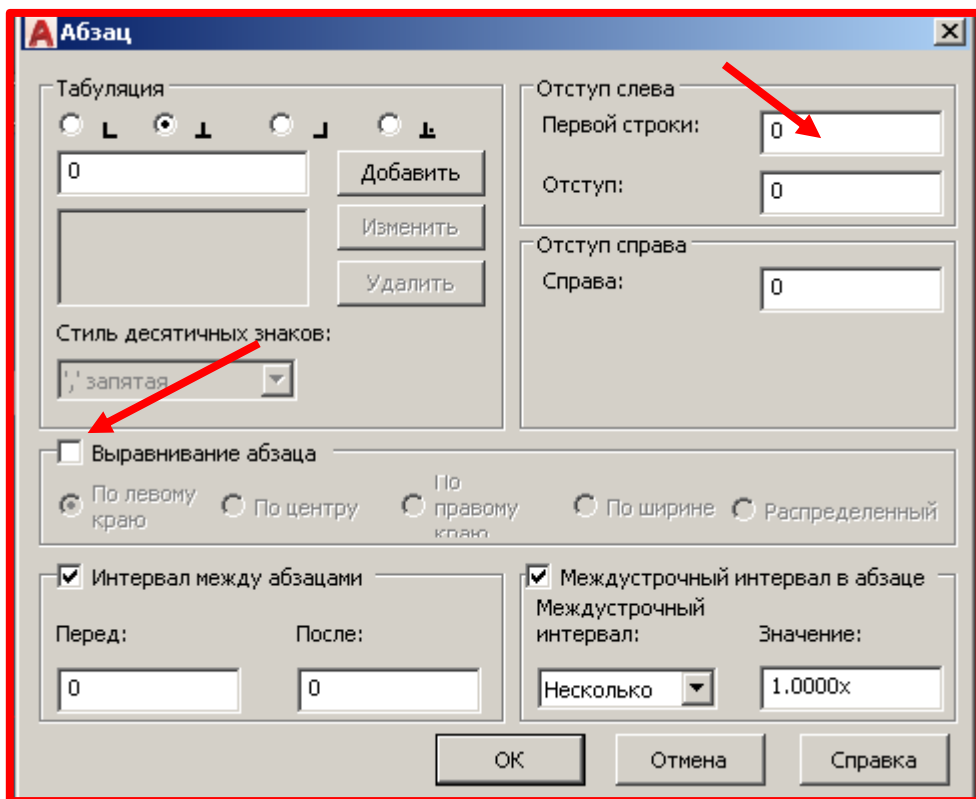 Абзац
Табуляция
0
Добавить
Изменить
Удалить
Стиль десятичных знаков:
',' запятая
Отступ слева
Первой строки:
0
Отступ:
0
Отступ справа
Справа:
0
Выравнивание абзаца
По левому
краю
По центру
По
правому
краю
По ширине
Распределенный
Интервал между абзацами
Перед:
После:
0
0
Междустрочный интервал в абзаце
Междустрочный
интервал:
Значение:
Несколько
1.0000x
ОК
Отмена
Справка